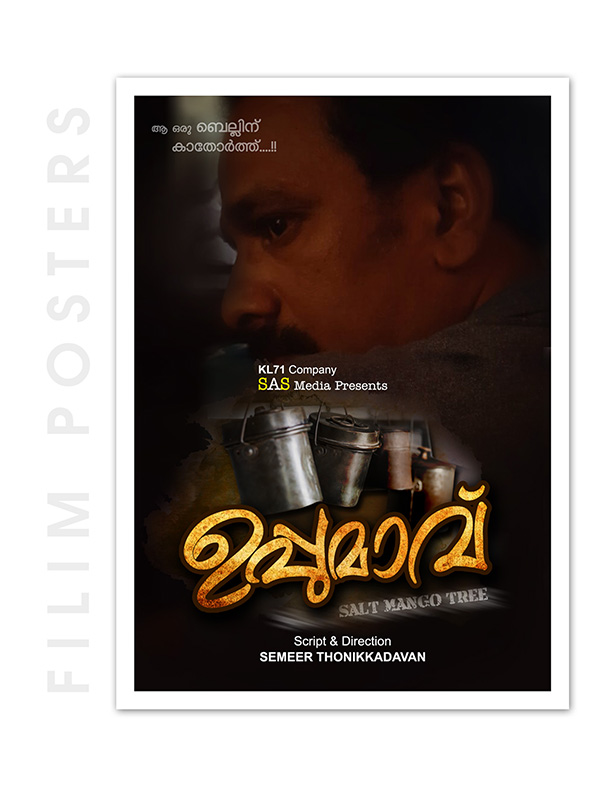 FILIM POSTERS
ആ ഒരു ബെല്ലിന്
കാതോർത്ത്....!!
KL71 Company
SAS Media Presents
ഉപ്പുമാവ്
SALT MANGO TREE
Script & Direction
SEMEER THONIKKADAVAN